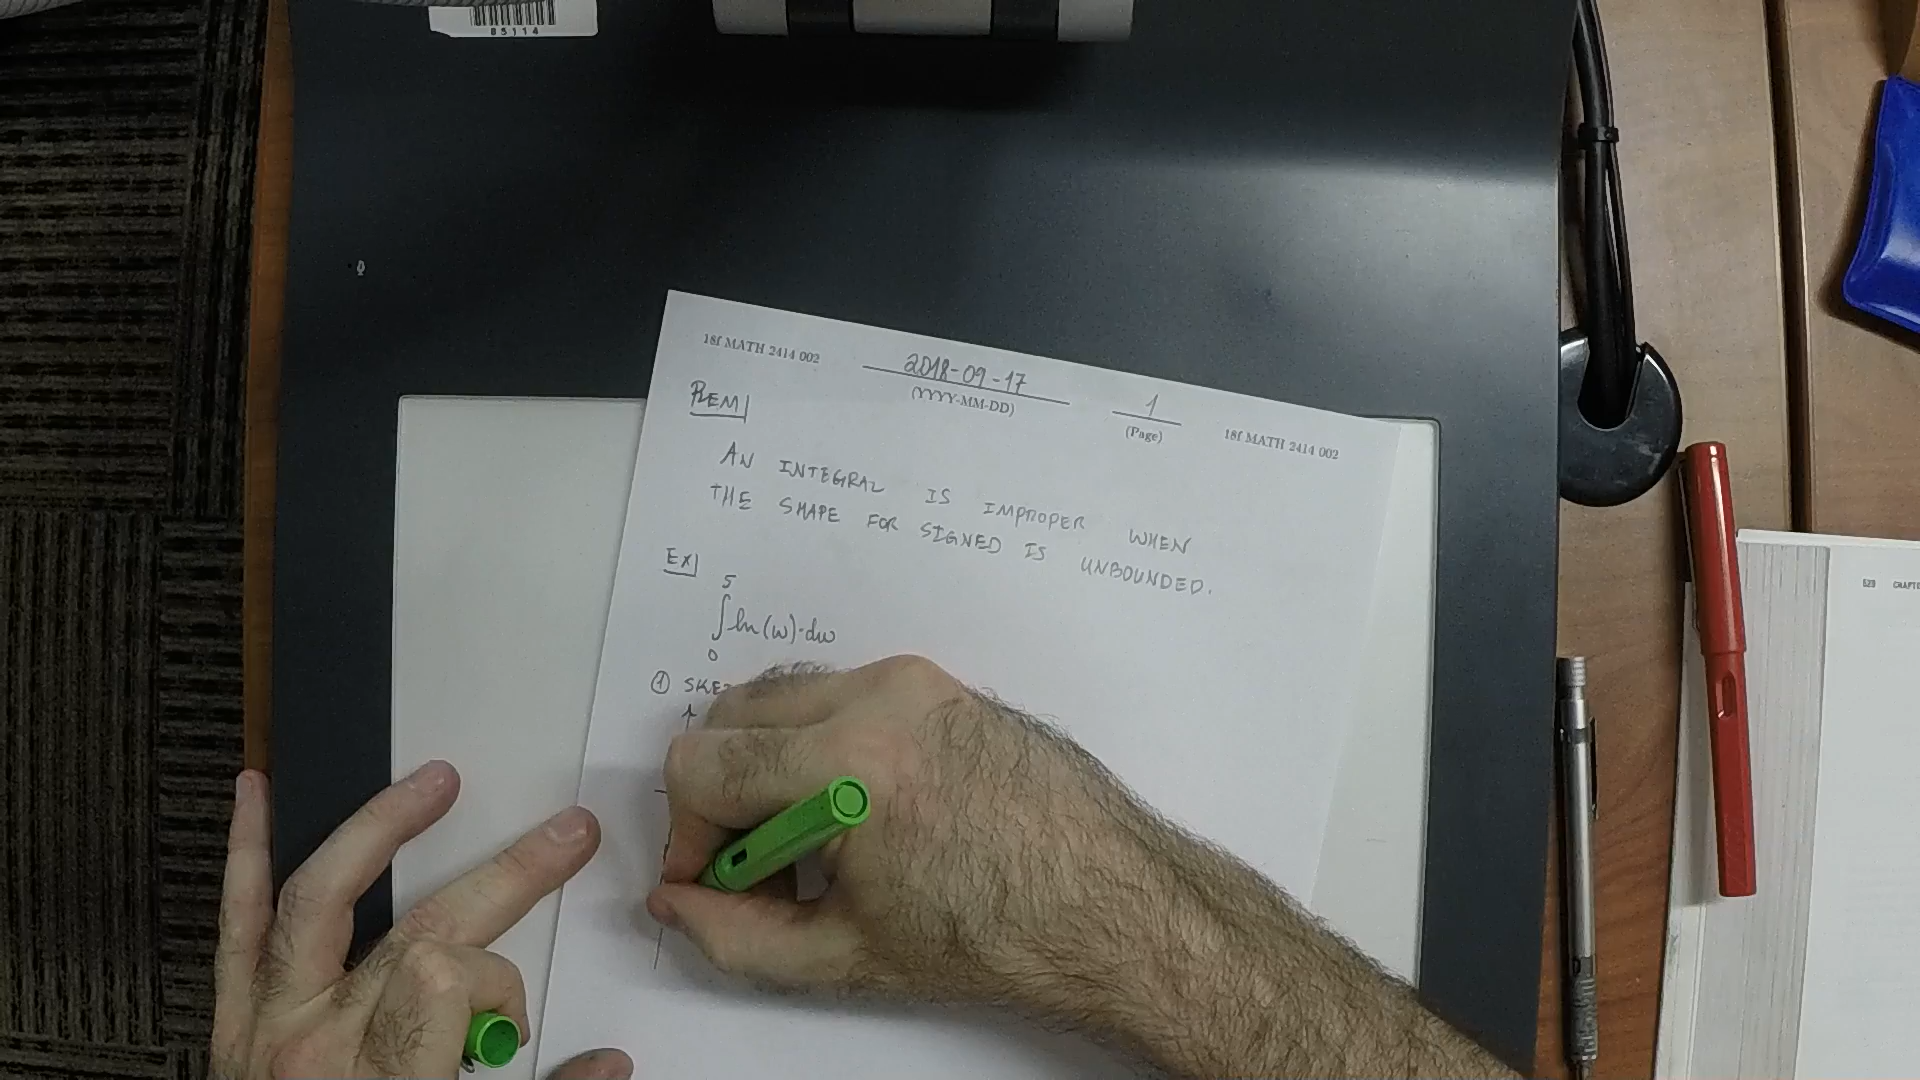 85114
18f MATH 2414 002
2018-09-17
(YYYY-MM-DD)
1
(Page)
18f MATH 2414 002
REM
AN INTEGRAL IS IMPROPER WHEN
THE SHAPE FOR SIGNED IS UNBOUNDED.
EX
5
∫ln(w)·dw
0
① SKE